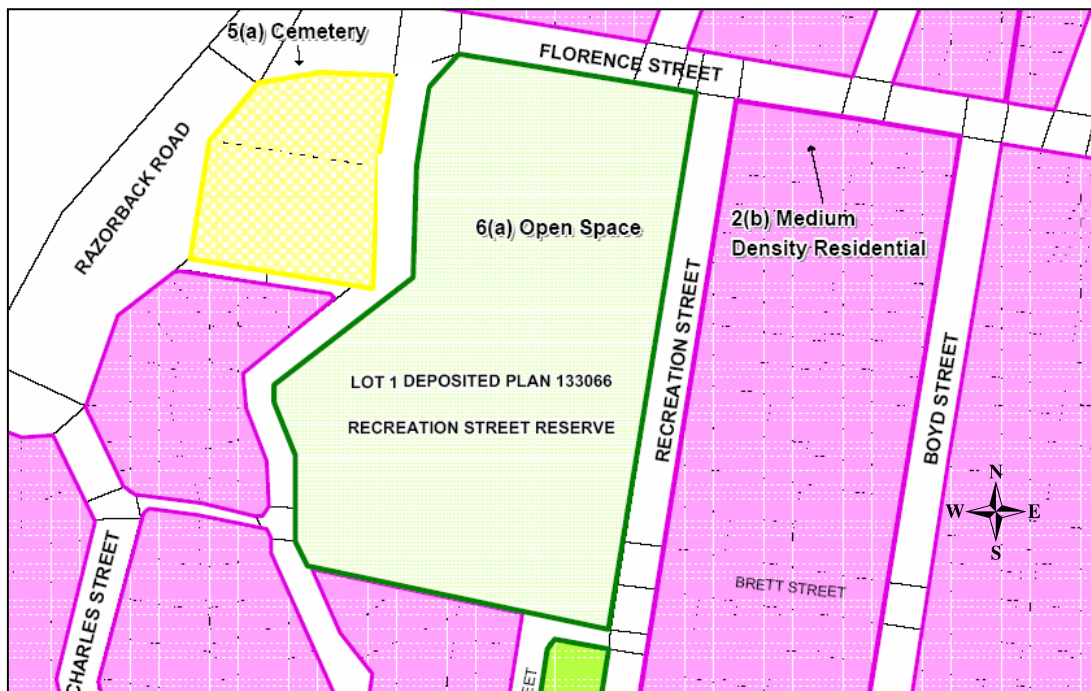 5(a) Cemetery
FLORENCE STREET
RAZORBACK ROAD
6(a) Open Space
2(b) Medium
Density Residential
RECREATION STREET
LOT 1 DEPOSITED PLAN 133066
RECREATION STREET RESERVE
BOYD STREET
N
W E
S
CHARLES STREET
BRETT STREET